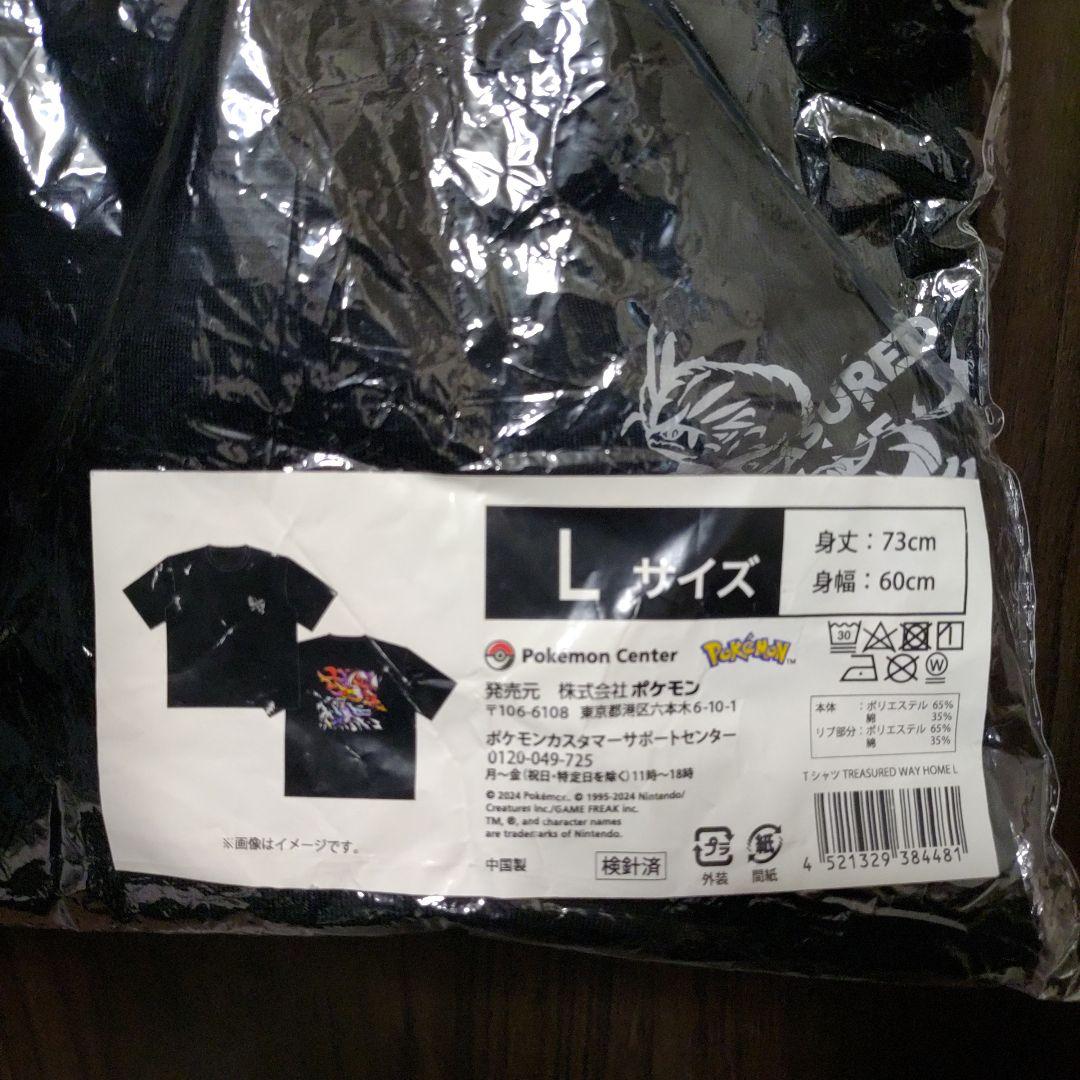 SURED
L サイズ
身丈：73cm
身幅：60cm
30
W
Pokemon Center
POKÉMON™
発売元　株式会社ポケモン
〒106-6108　東京都港区六本木6-10-1
ポケモンカスタマーサポートセンター
0120-049-725
月～金（祝日・特定日を除く）11時～18時
© 2024 Pokémon. © 1995-2024 Nintendo/
Creatures Inc./GAME FREAK inc.
TM, ®, and character names
are trademarks of Nintendo.
中国製
検針済
プラ
外装
紙
間紙
本体　：ポリエステル 65%
綿　35%
リブ部分：ポリエステル 65%
綿　35%
Tシャツ TREASURED WAY HOME L
4 521329 384481
※画像はイメージです。